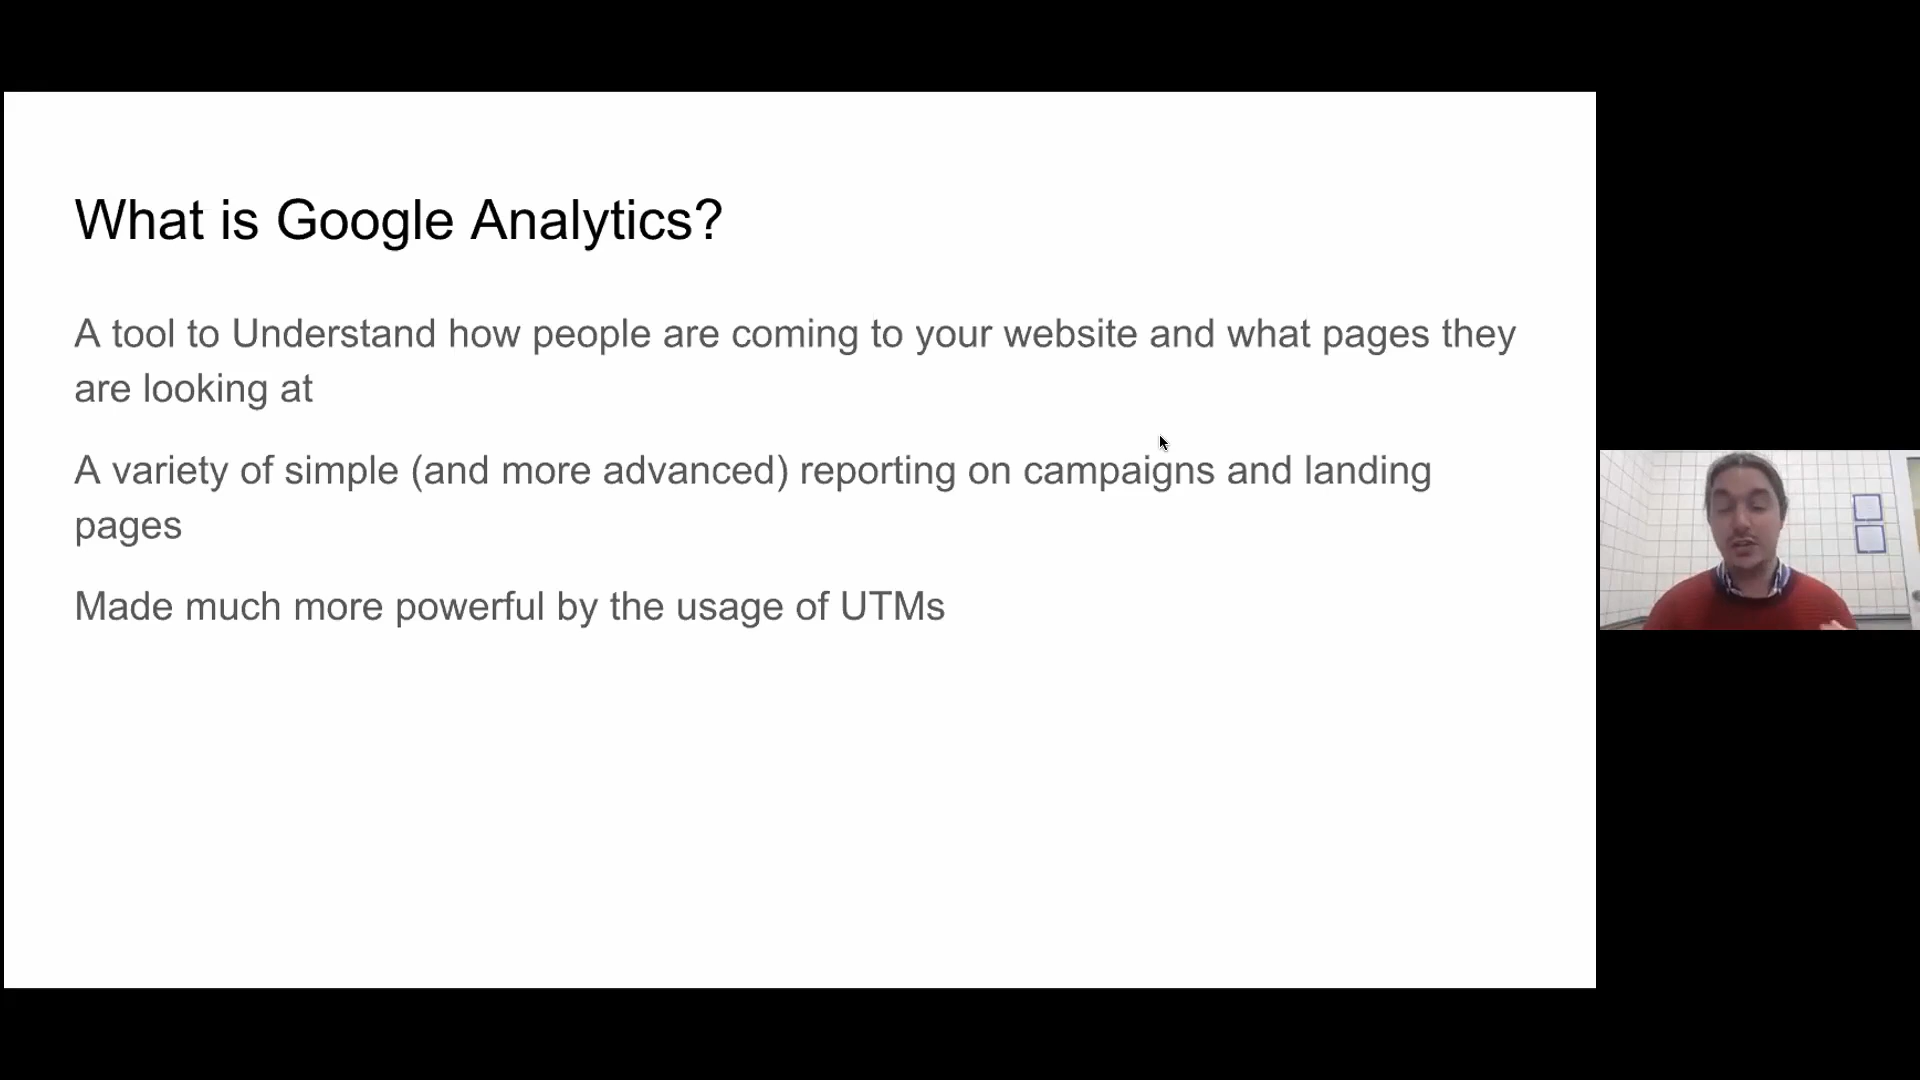 What is Google Analytics?
A tool to Understand how people are coming to your website and what pages they
are looking at
A variety of simple (and more advanced) reporting on campaigns and landing
pages
Made much more powerful by the usage of UTMs